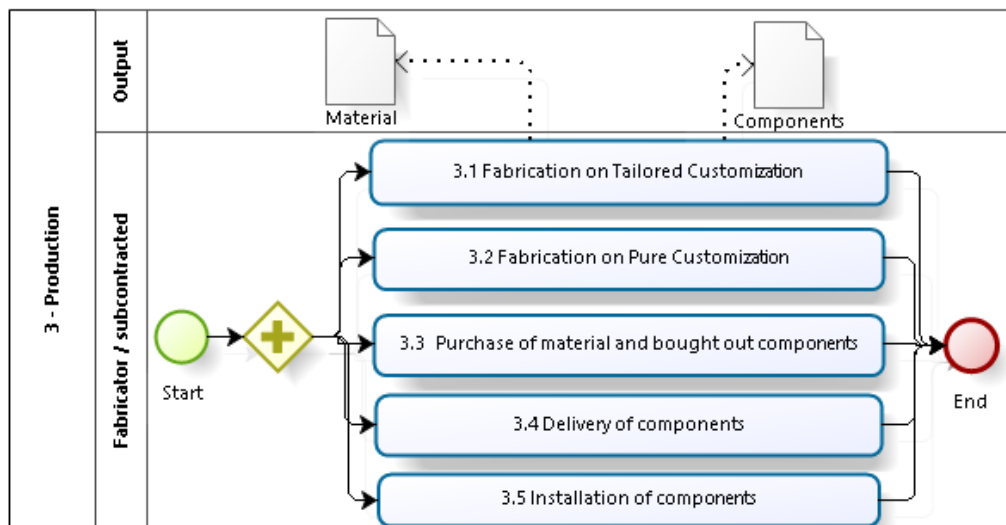 3 - Production
Output
Material
Components
Fabricator / subcontracted
3.1 Fabrication on Tailored Customization
3.2 Fabrication on Pure Customization
3.3 Purchase of material and bought out components
3.4 Delivery of components
3.5 Installation of components
Start
End